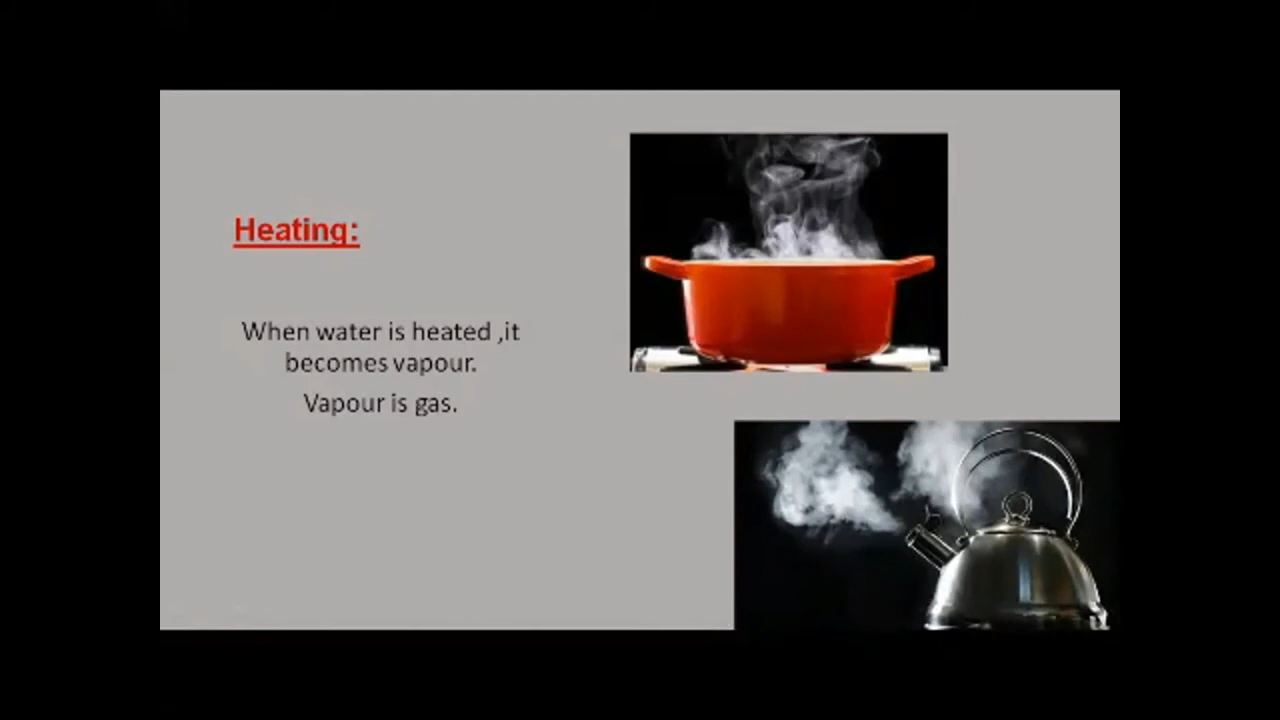 Heating:
When water is heated ,it
becomes vapour.
Vapour is gas.